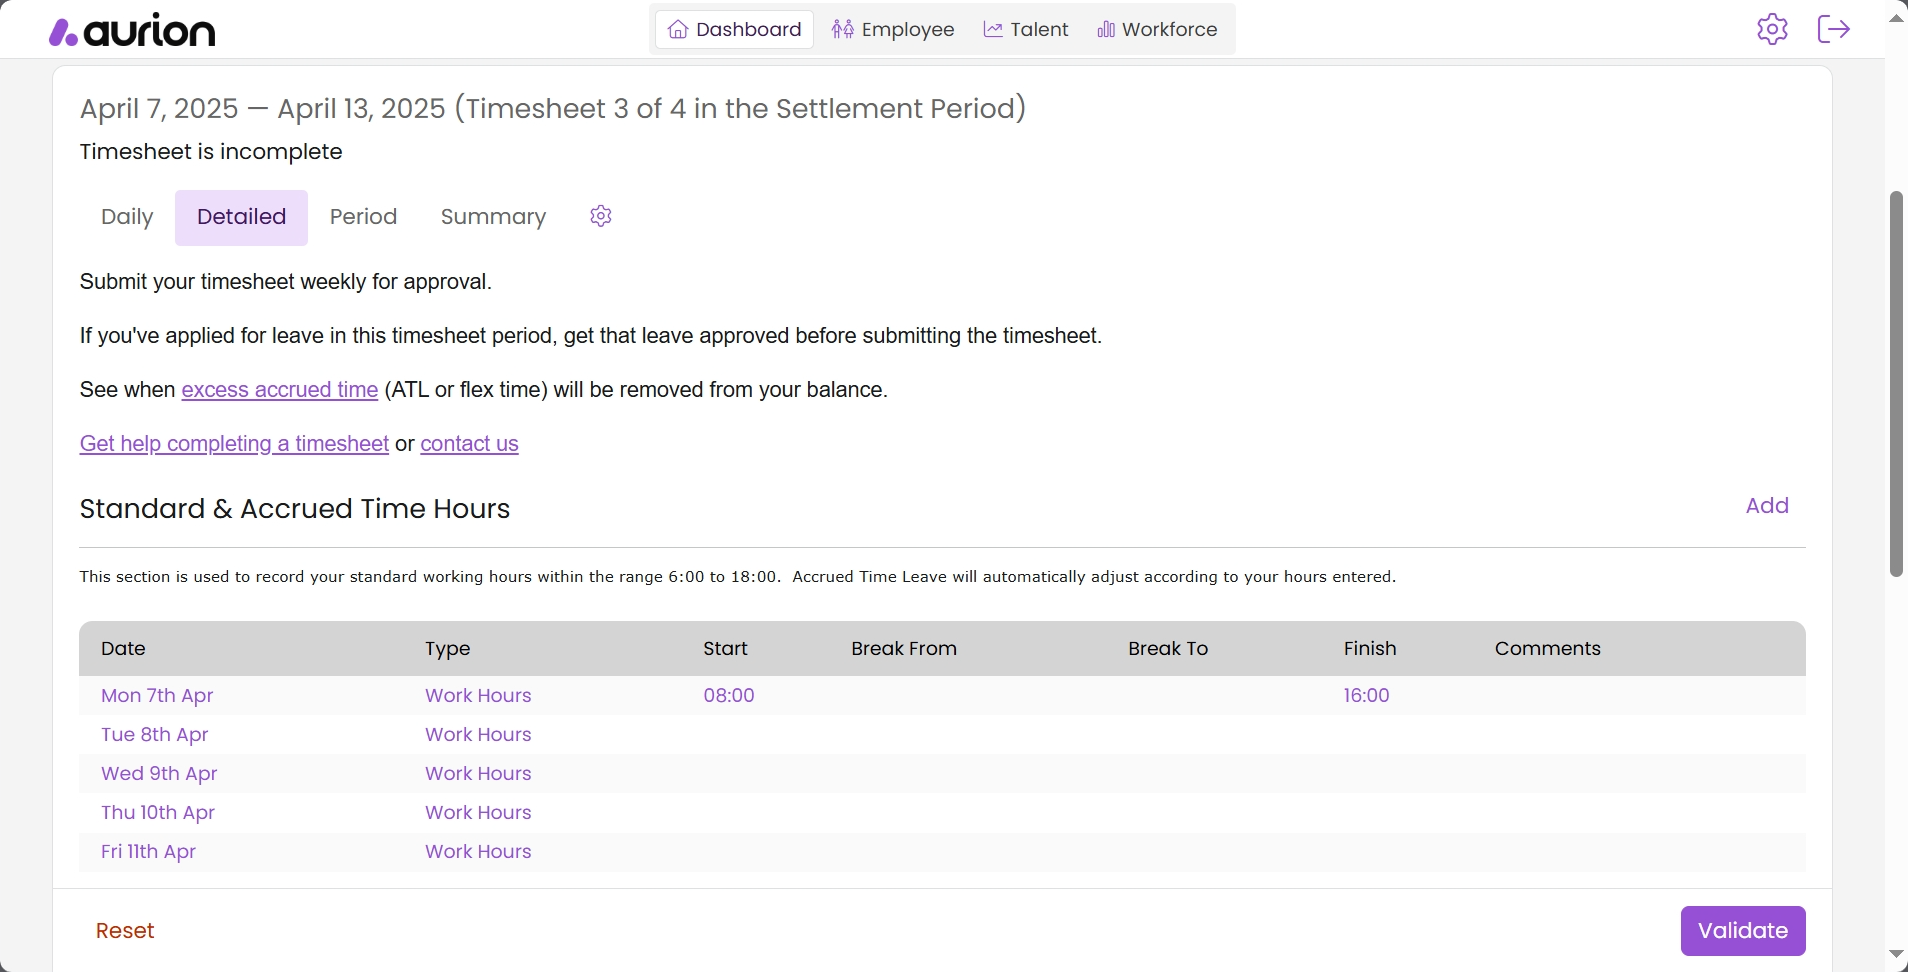 aurion
Dashboard Employee Talent Workforce
April 7, 2025 — April 13, 2025 (Timesheet 3 of 4 in the Settlement Period)
Timesheet is incomplete
Daily Detailed Period Summary
Submit your timesheet weekly for approval.
If you've applied for leave in this timesheet period, get that leave approved before submitting the timesheet.
See when excess accrued time (ATL or flex time) will be removed from your balance.
Get help completing a timesheet or contact us
Standard & Accrued Time Hours Add
This section is used to record your standard working hours within the range 6:00 to 18:00.  Accrued Time Leave will automatically adjust according to your hours entered.
Date Type Start Break From Break To Finish Comments
Mon 7th Apr Work Hours 08:00 16:00
Tue 8th Apr Work Hours
Wed 9th Apr Work Hours
Thu 10th Apr Work Hours
Fri 11th Apr Work Hours
Reset Validate